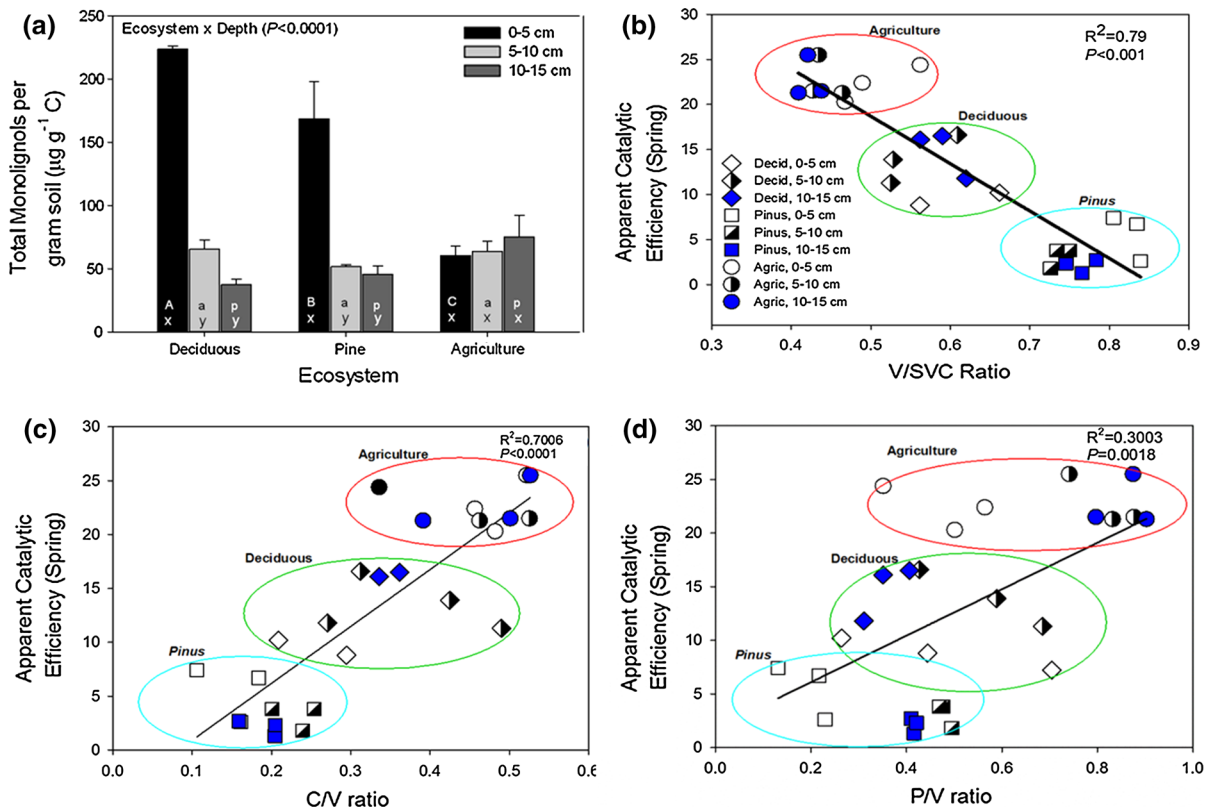 (a)
Ecosystem x Depth (P<0.0001)
0-5 cm
5-10 cm
10-15 cm
Total Monolignols per
gram soil (µg g-1 C)
250
200
150
100
50
0
A
x
a
y
p
y
B
x
a
y
p
y
C
x
a
x
p
x
Deciduous
Pine
Agriculture
Ecosystem
(b)
R2=0.79
P<0.001
Agriculture
Deciduous
Pinus
Decid, 0-5 cm
Decid, 5-10 cm
Decid, 10-15 cm
Pinus, 0-5 cm
Pinus, 5-10 cm
Pinus, 10-15 cm
Agric, 0-5 cm
Agric, 5-10 cm
Agric, 10-15 cm
Apparent Catalytic
Efficiency (Spring)
30
25
20
15
10
5
0
0.3 0.4 0.5 0.6 0.7 0.8 0.9
V/SVC Ratio
(c)
R2=0.7006
P<0.0001
Agriculture
Deciduous
Pinus
Apparent Catalytic
Efficiency (Spring)
30
25
20
15
10
5
0
0.0 0.1 0.2 0.3 0.4 0.5
C/V ratio
(d)
R2=0.3003
P=0.0018
Agriculture
Deciduous
Pinus
Apparent Catalytic
Efficiency (Spring)
30
25
20
15
10
5
0
0.0 0.2 0.4 0.6 0.8 1.0
P/V ratio